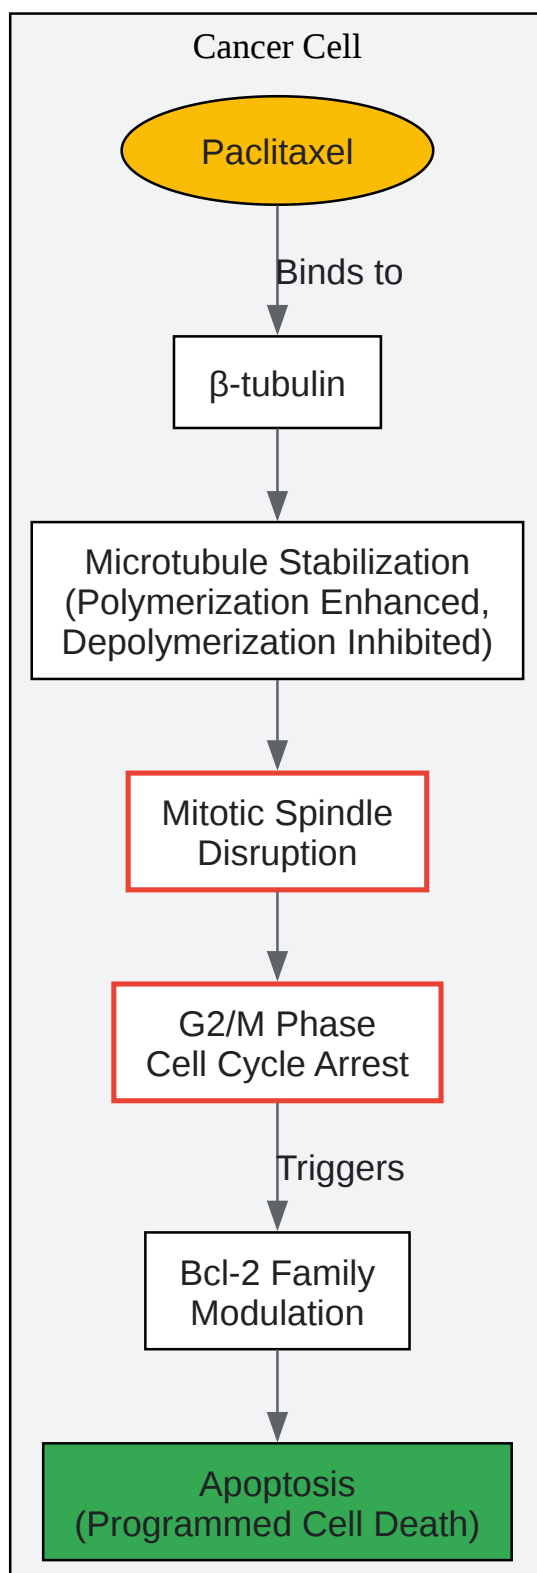 Cancer Cell
Paclitaxel
Binds to
β-tubulin
Microtubule Stabilization
(Polymerization Enhanced,
Depolymerization Inhibited)
Mitotic Spindle
Disruption
G2/M Phase
Cell Cycle Arrest
Triggers
Bcl-2 Family
Modulation
Apoptosis
(Programmed Cell Death)